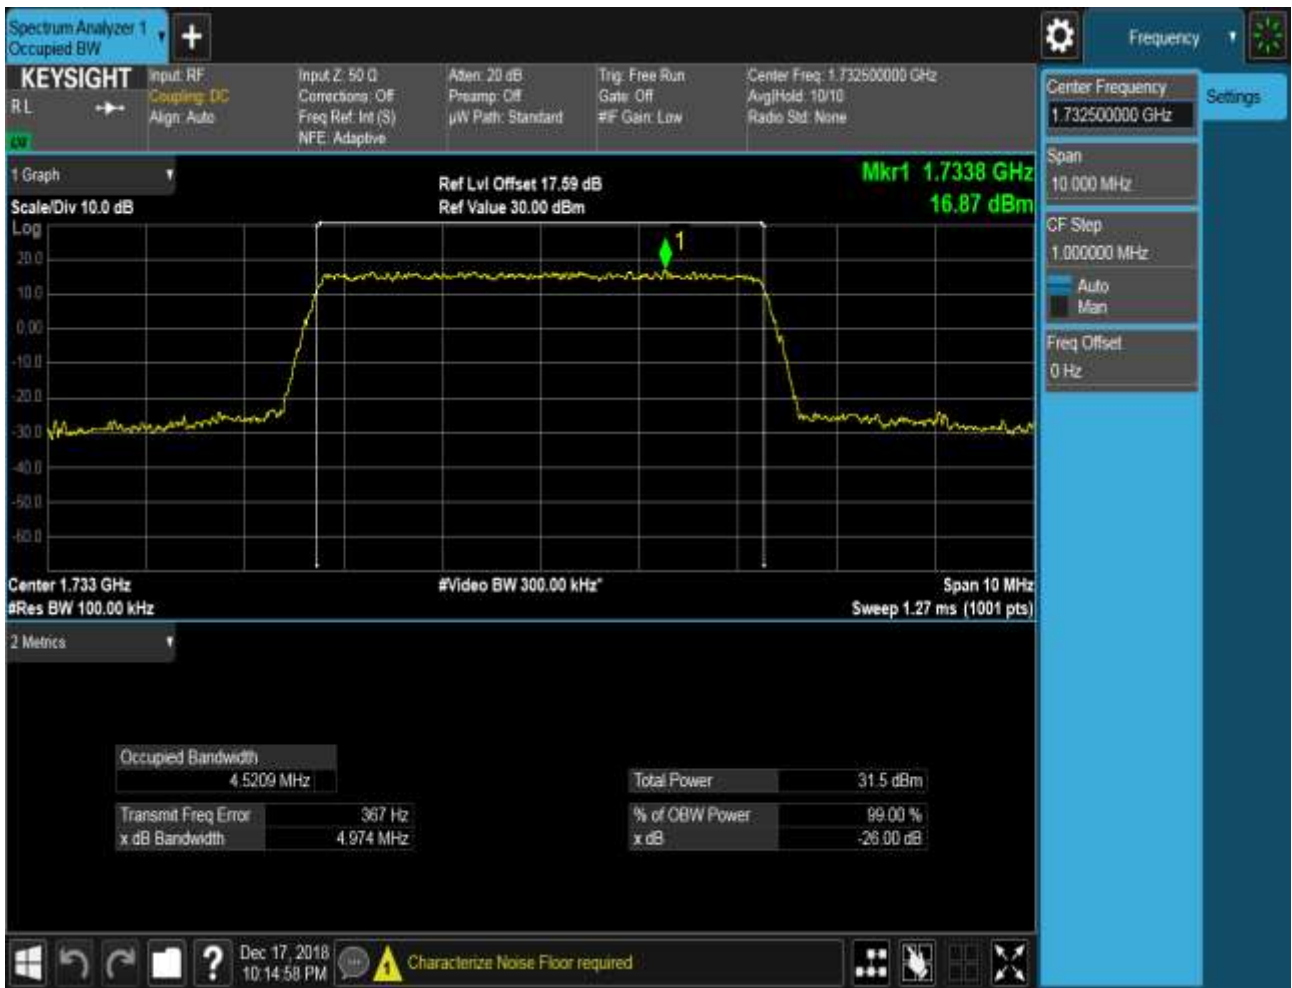 Spectrum Analyzer 1
Occupied BW
Frequency
KEYSIGHT
R L
Input: RF
Coupling: DC
Align: Auto
Input Z: 50 Ω
Corrections: Off
Freq Ref: Int (S)
NFE: Adaptive
Atten: 20 dB
Preamp: Off
µW Path: Standard
Trig: Free Run
Gate: Off
#IF Gain: Low
Center Freq: 1.732500000 GHz
Avg|Hold: 10/10
Radio Std: None
Center Frequency
1.732500000 GHz
Settings
Span
10.000 MHz
CF Step
1.000000 MHz
Auto
Man
Freq Offset
0 Hz
1 Graph
Scale/Div 10.0 dB
Ref Lvl Offset 17.59 dB
Ref Value 30.00 dBm
Mkr1 1.7338 GHz
16.87 dBm
Log
1
20.0
10.0
0.00
-10.0
-20.0
-30.0
-40.0
-50.0
-60.0
Center 1.733 GHz
#Video BW 300.00 kHz*
Span 10 MHz
#Res BW 100.00 kHz
Sweep 1.27 ms (1001 pts)
2 Metrics
Occupied Bandwidth
4.5209 MHz
Total Power 31.5 dBm
Transmit Freq Error 367 Hz
% of OBW Power 99.00 %
x dB Bandwidth 4.974 MHz
x dB -26.00 dB
?
Dec 17, 2018
10:14:58 PM
1
Characterize Noise Floor required